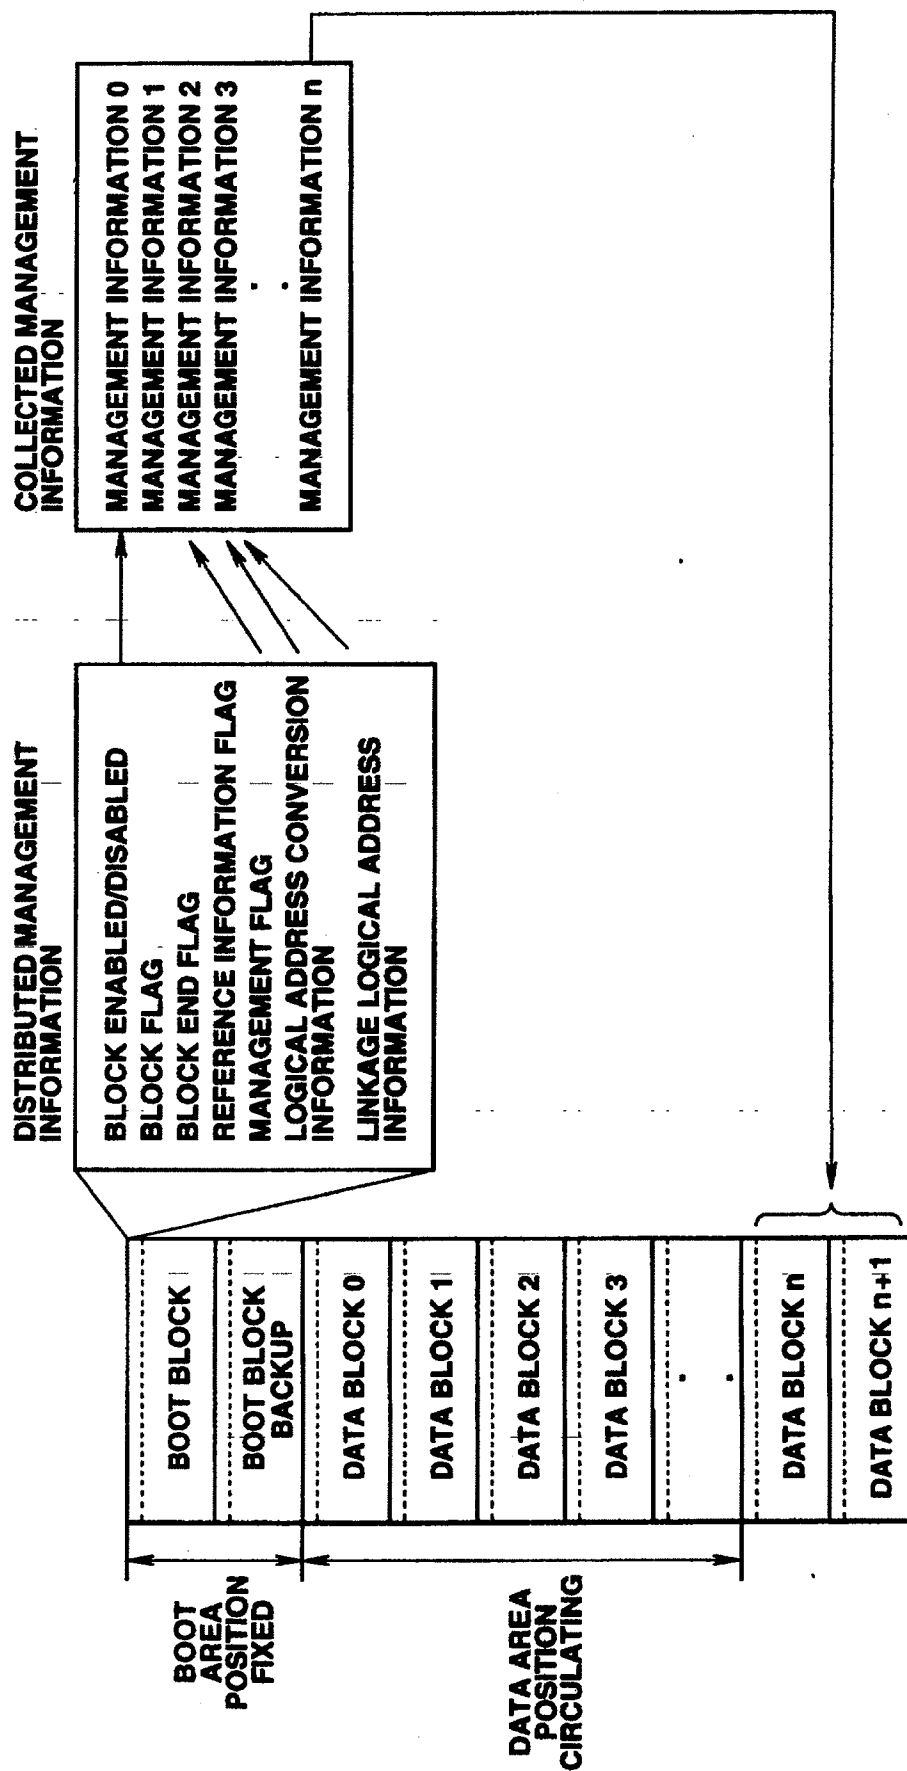 BOOT
AREA
POSITION
FIXED
DATA AREA
POSITION
CIRCULATING
BOOT BLOCK
BOOT BLOCK
BACKUP
DATA BLOCK 0
DATA BLOCK 1
DATA BLOCK 2
DATA BLOCK 3
DATA BLOCK n
DATA BLOCK n+1
DISTRIBUTED MANAGEMENT
INFORMATION
BLOCK ENABLED/DISABLED
BLOCK FLAG
BLOCK END FLAG
REFERENCE INFORMATION FLAG
MANAGEMENT FLAG
LOGICAL ADDRESS CONVERSION
INFORMATION
LINKAGE LOGICAL ADDRESS
INFORMATION
COLLECTED MANAGEMENT
INFORMATION
MANAGEMENT INFORMATION 0
MANAGEMENT INFORMATION 1
MANAGEMENT INFORMATION 2
MANAGEMENT INFORMATION 3
MANAGEMENT INFORMATION n